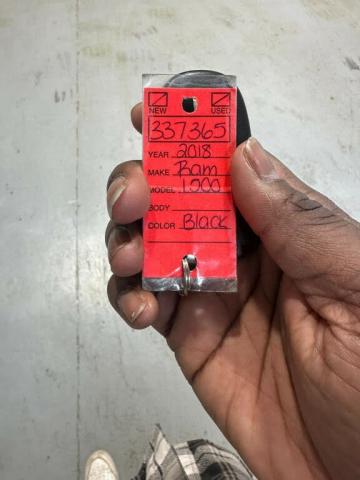 NEW USED
337365
YEAR 2018
MAKE Ram
MODEL 1500
BODY
COLOR Black